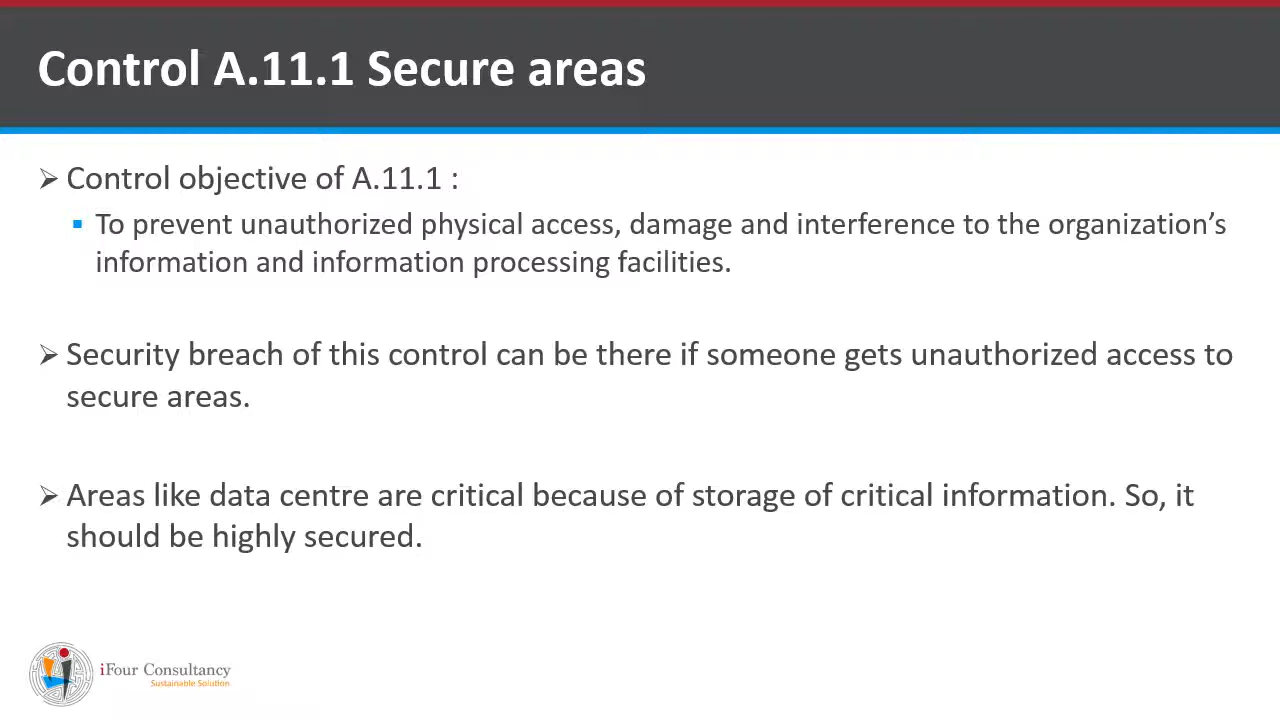 Control A.11.1 Secure areas
Control objective of A.11.1 :
To prevent unauthorized physical access, damage and interference to the organization’s
information and information processing facilities.
Security breach of this control can be there if someone gets unauthorized access to
secure areas.
Areas like data centre are critical because of storage of critical information. So, it
should be highly secured.
iFour Consultancy
Sustainable Solution